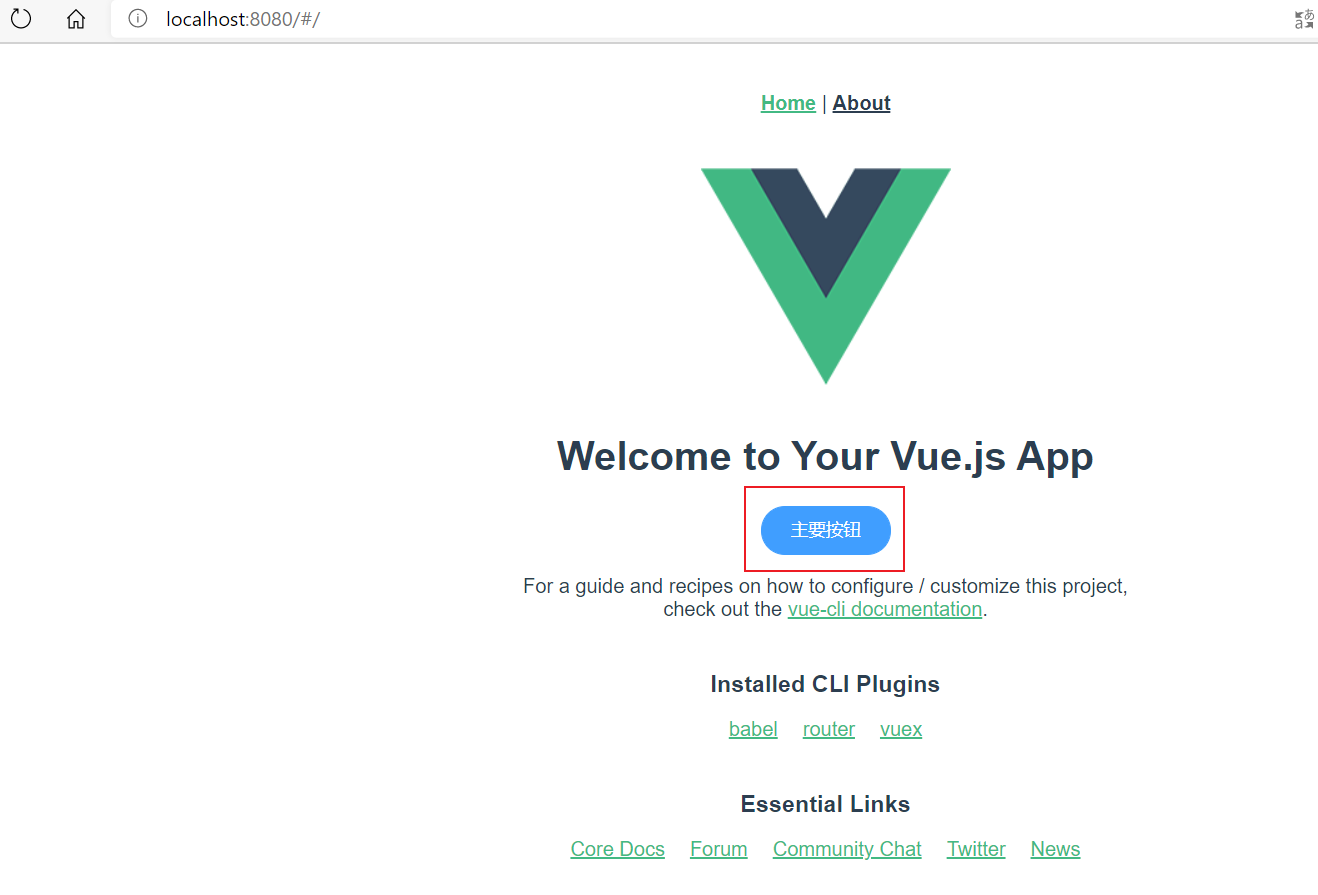 localhost:8080/#/
Home | About
Welcome to Your Vue.js App
主要按钮
For a guide and recipes on how to configure / customize this project,
check out the vue-cli documentation.
Installed CLI Plugins
babel router vuex
Essential Links
Core Docs Forum Community Chat Twitter News